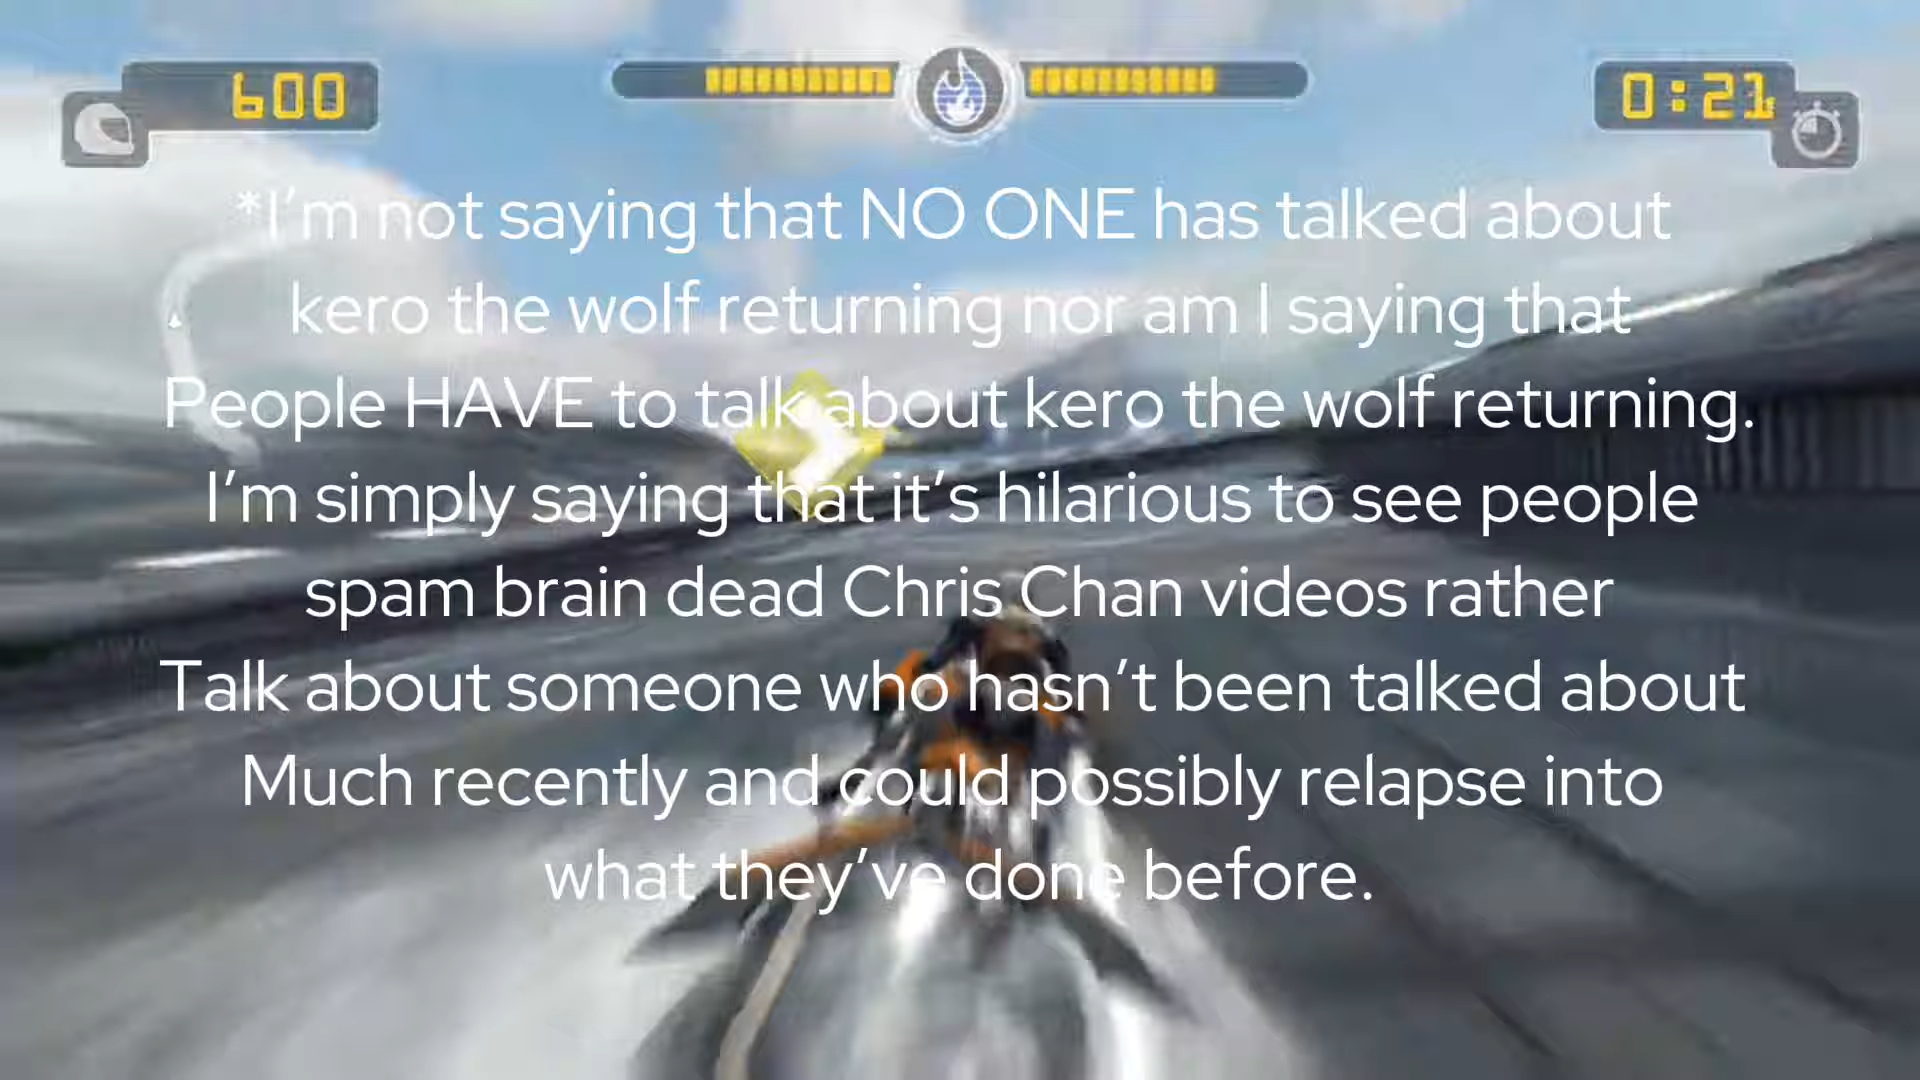 600
0:21
*I'm not saying that NO ONE has talked about
kero the wolf returning nor am I saying that
People HAVE to talk about kero the wolf returning.
I'm simply saying that it's hilarious to see people
spam brain dead Chris Chan videos rather
Talk about someone who hasn't been talked about
Much recently and could possibly relapse into
what they've done before.